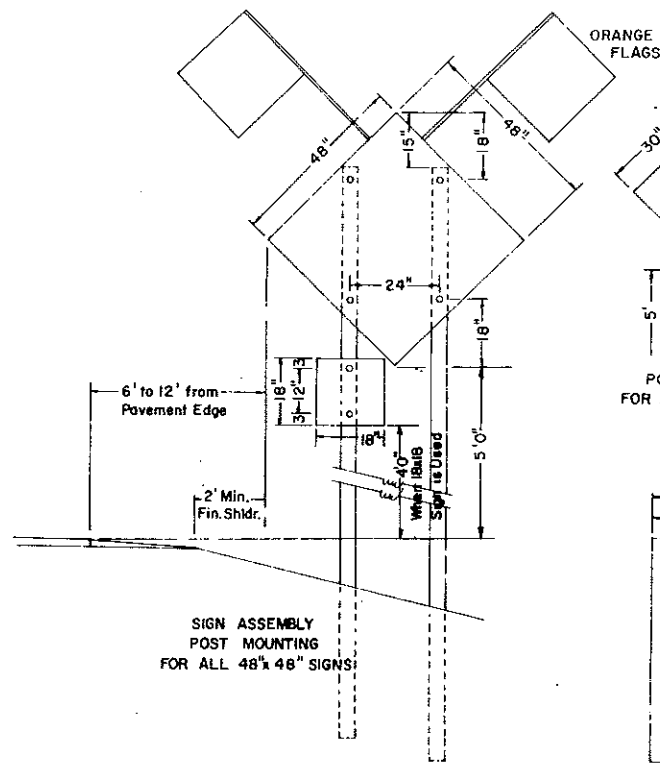 ORANGE
FLAGS
48"
48"
15"
18"
30"
24"
18"
5'
3
18"
12"
3
18"
6' to 12' from
Pavement Edge
4'0"
When 18x18
Sign is Used
5'0"
PO
FOR
2' Min.
Fin. Shldr.
SIGN ASSEMBLY
POST MOUNTING
FOR ALL 48"x 48" SIGNS